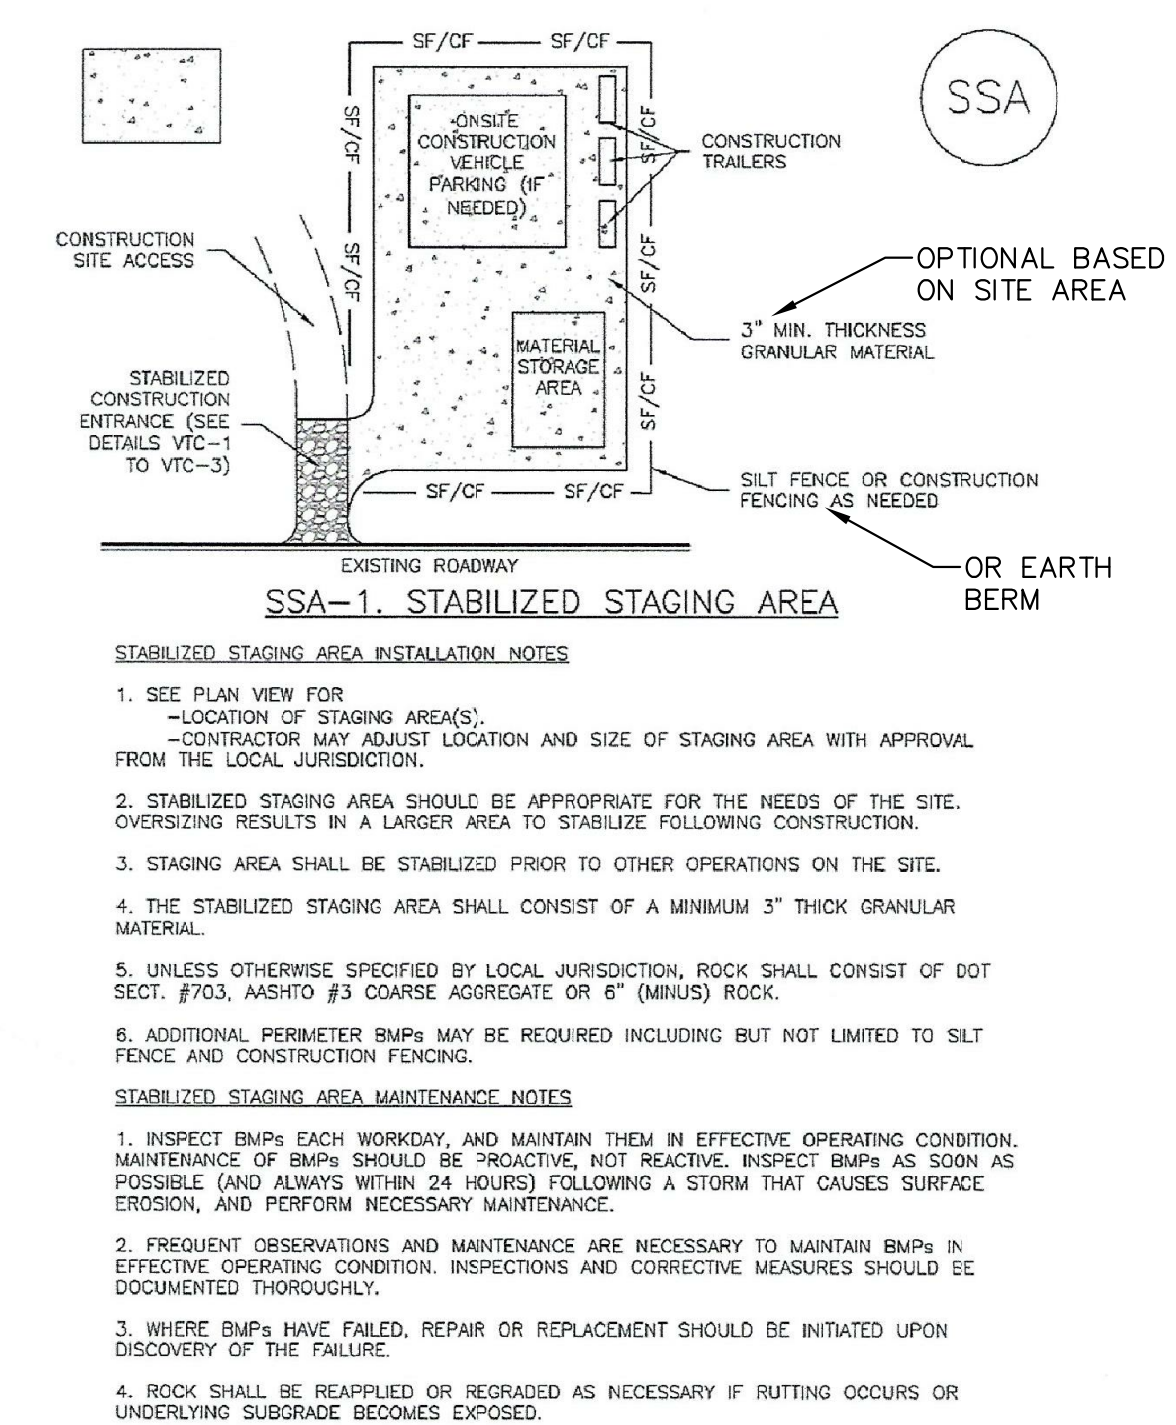 SF/CF SF/CF
SSA
SF/CF
SF/CF
SF/CF
SF/CF
SF/CF
SF/CF
ONSITE
CONSTRUCTION
VEHICLE
PARKING (IF
NEEDED)
CONSTRUCTION
TRAILERS
CONSTRUCTION
SITE ACCESS
OPTIONAL BASED
ON SITE AREA
3" MIN. THICKNESS
GRANULAR MATERIAL
MATERIAL
STORAGE
AREA
STABILIZED
CONSTRUCTION
ENTRANCE (SEE
DETAILS VTC-1
TO VTC-3)
SF/CF SF/CF
SILT FENCE OR CONSTRUCTION
FENCING AS NEEDED
OR EARTH
BERM
EXISTING ROADWAY
SSA-1. STABILIZED STAGING AREA
STABILIZED STAGING AREA INSTALLATION NOTES
1. SEE PLAN VIEW FOR
-LOCATION OF STAGING AREA(S).
-CONTRACTOR MAY ADJUST LOCATION AND SIZE OF STAGING AREA WITH APPROVAL
FROM THE LOCAL JURISDICTION.
2. STABILIZED STAGING AREA SHOULD BE APPROPRIATE FOR THE NEEDS OF THE SITE.
OVERSIZING RESULTS IN A LARGER AREA TO STABILIZE FOLLOWING CONSTRUCTION.
3. STAGING AREA SHALL BE STABILIZED PRIOR TO OTHER OPERATIONS ON THE SITE.
4. THE STABILIZED STAGING AREA SHALL CONSIST OF A MINIMUM 3" THICK GRANULAR
MATERIAL.
5. UNLESS OTHERWISE SPECIFIED BY LOCAL JURISDICTION, ROCK SHALL CONSIST OF DOT
SECT. #703, AASHTO #3 COARSE AGGREGATE OR 6" (MINUS) ROCK.
6. ADDITIONAL PERIMETER BMPs MAY BE REQUIRED INCLUDING BUT NOT LIMITED TO SILT
FENCE AND CONSTRUCTION FENCING.
STABILIZED STAGING AREA MAINTENANCE NOTES
1. INSPECT BMPs EACH WORKDAY, AND MAINTAIN THEM IN EFFECTIVE OPERATING CONDITION.
MAINTENANCE OF BMPs SHOULD BE PROACTIVE, NOT REACTIVE. INSPECT BMPs AS SOON AS
POSSIBLE (AND ALWAYS WITHIN 24 HOURS) FOLLOWING A STORM THAT CAUSES SURFACE
EROSION, AND PERFORM NECESSARY MAINTENANCE.
2. FREQUENT OBSERVATIONS AND MAINTENANCE ARE NECESSARY TO MAINTAIN BMPs IN
EFFECTIVE OPERATING CONDITION. INSPECTIONS AND CORRECTIVE MEASURES SHOULD BE
DOCUMENTED THOROUGHLY.
3. WHERE BMPs HAVE FAILED, REPAIR OR REPLACEMENT SHOULD BE INITIATED UPON
DISCOVERY OF THE FAILURE.
4. ROCK SHALL BE REAPPLIED OR REGRADED AS NECESSARY IF RUTTING OCCURS OR
UNDERLYING SUBGRADE BECOMES EXPOSED.